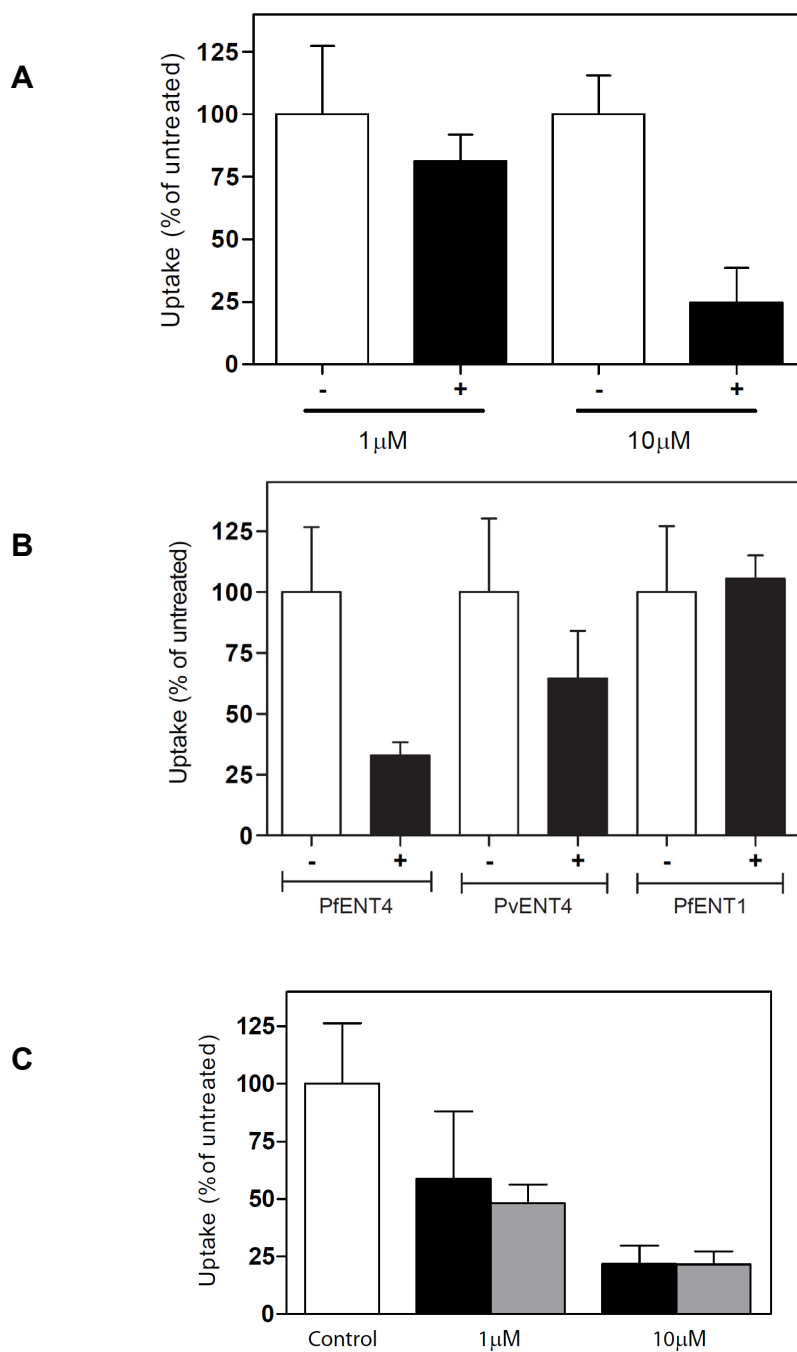 A
Uptake (% of untreated)
125
100
75
50
25
0
- + - +
1μM 10μM
B
Uptake (% of untreated)
125
100
75
50
25
0
- + - + - +
PfENT4 PvENT4 PfENT1
C
Uptake (% of untreated)
125
100
75
50
25
0
Control 1μM 10μM